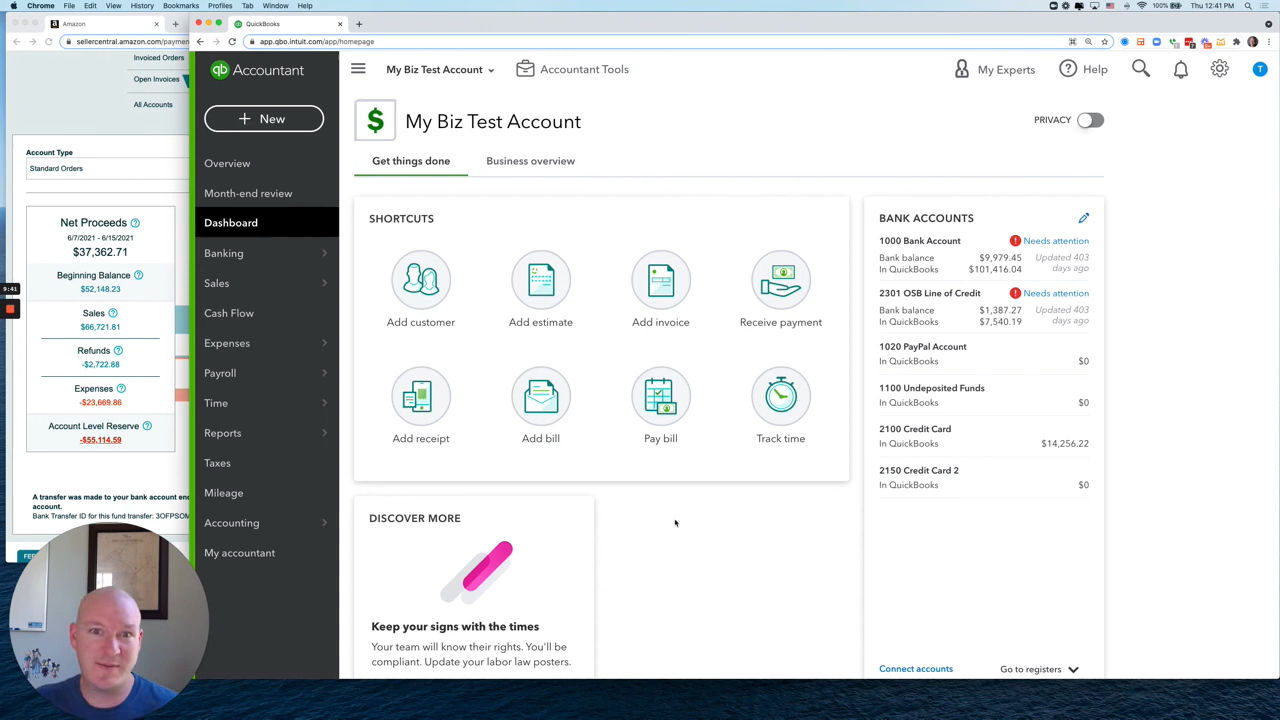 Chrome File Edit View History Bookmarks Profiles Tab Window Help
100% Thu 12:41 PM
Amazon
QuickBooks
sellercentral.amazon.com/paymen
app.qbo.intuit.com/app/homepage
Invoiced Orders
Open Invoices
All Accounts
Account Type
Standard Orders
Net Proceeds
6/7/2021 - 6/15/2021
$37,362.71
Beginning Balance
$52,148.23
Sales
$66,721.81
Refunds
-$2,722.88
Expenses
-$23,669.86
Account Level Reserve
-$55,114.59
A transfer was made to your bank account end
account.
Bank Transfer ID for this fund transfer: 3OFPSOM
FEE
9:41
qb Accountant
+ New
Overview
Month-end review
Dashboard
Banking
Sales
Cash Flow
Expenses
Payroll
Time
Reports
Taxes
Mileage
Accounting
My accountant
My Biz Test Account
Accountant Tools
My Experts
Help
T
$
My Biz Test Account
PRIVACY
Get things done
Business overview
SHORTCUTS
Add customer
Add estimate
Add invoice
Receive payment
Add receipt
Add bill
Pay bill
Track time
DISCOVER MORE
Keep your signs with the times
Your team will know their rights. You'll be
compliant. Update your labor law posters.
BANK ACCOUNTS
1000 Bank Account ! Needs attention
Bank balance $9,979.45 Updated 403
In QuickBooks $101,416.04 days ago
2301 OSB Line of Credit ! Needs attention
Bank balance $1,387.27 Updated 403
In QuickBooks $7,540.19 days ago
1020 PayPal Account
In QuickBooks $0
1100 Undeposited Funds
In QuickBooks $0
2100 Credit Card
In QuickBooks $14,256.22
2150 Credit Card 2
In QuickBooks $0
Connect accounts
Go to registers